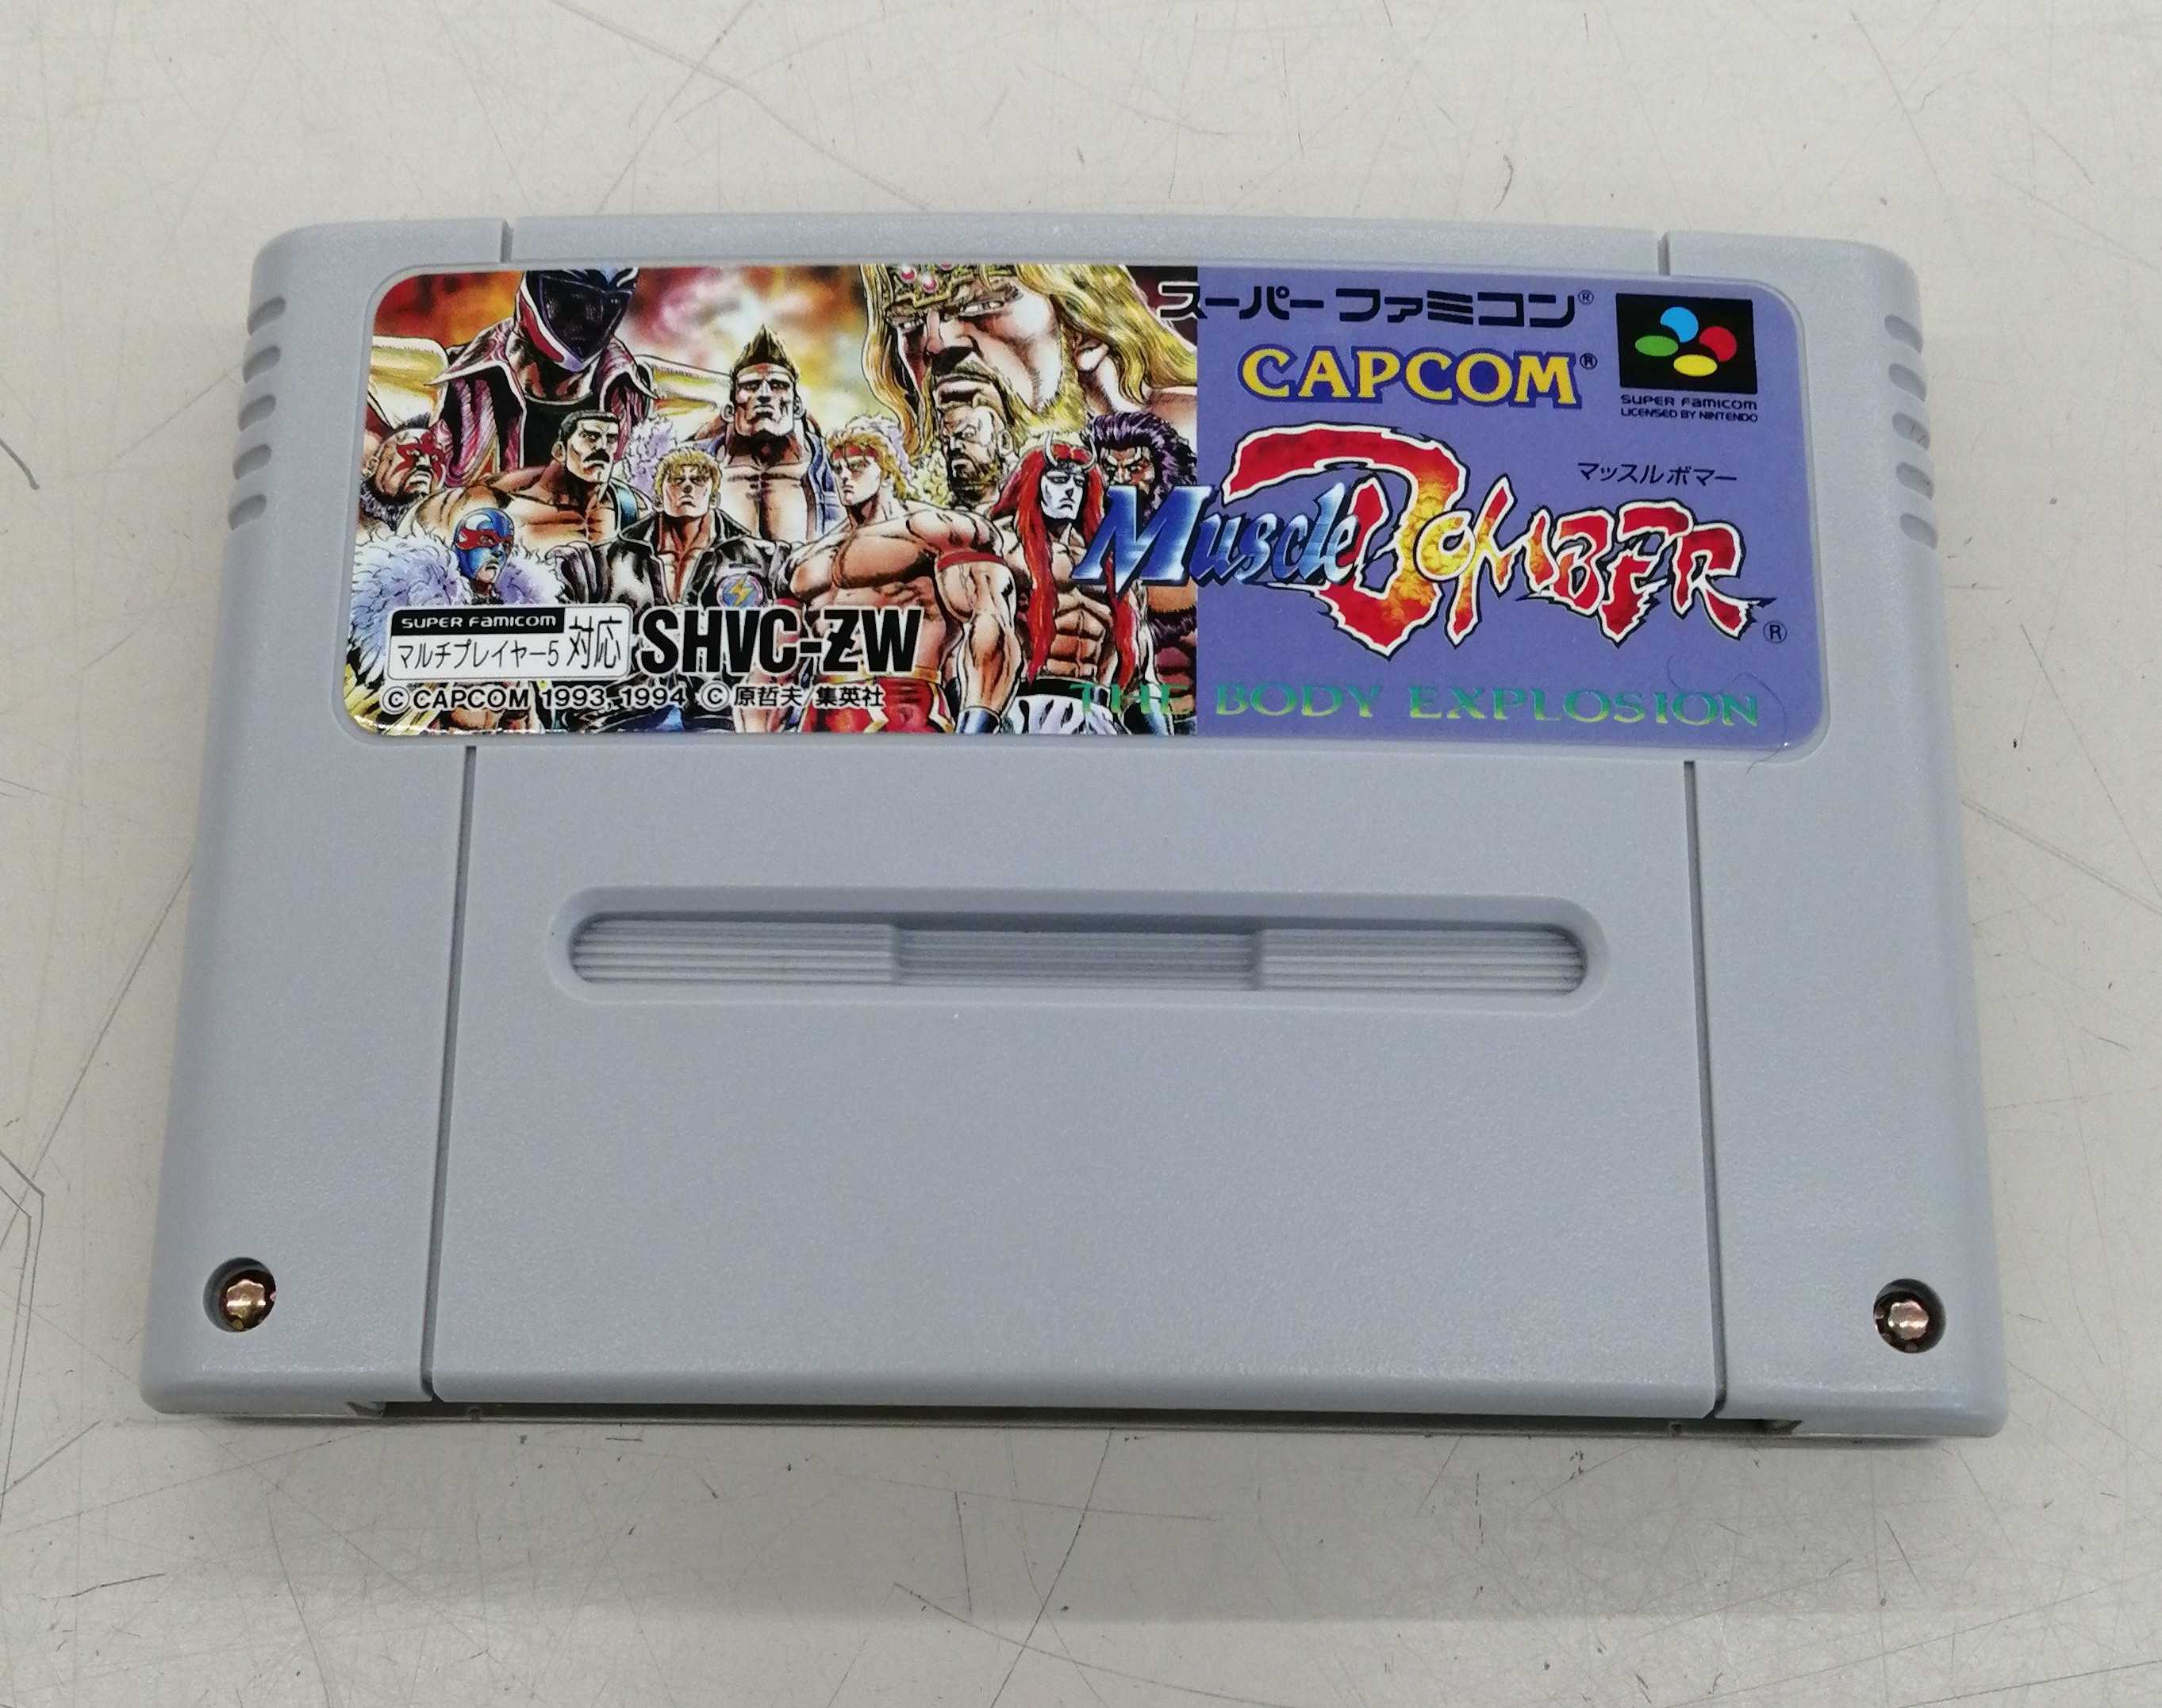 スーパーファミコン®
CAPCOM®
SUPER FAMICOM
LICENSED BY NINTENDO
マッスルボマー
Muscle BOMBER®
THE BODY EXPLOSION
SUPER FAMICOM
マルチプレイヤー5 対応
SHVC-ZW
©CAPCOM 1993, 1994 ©原哲夫/集英社